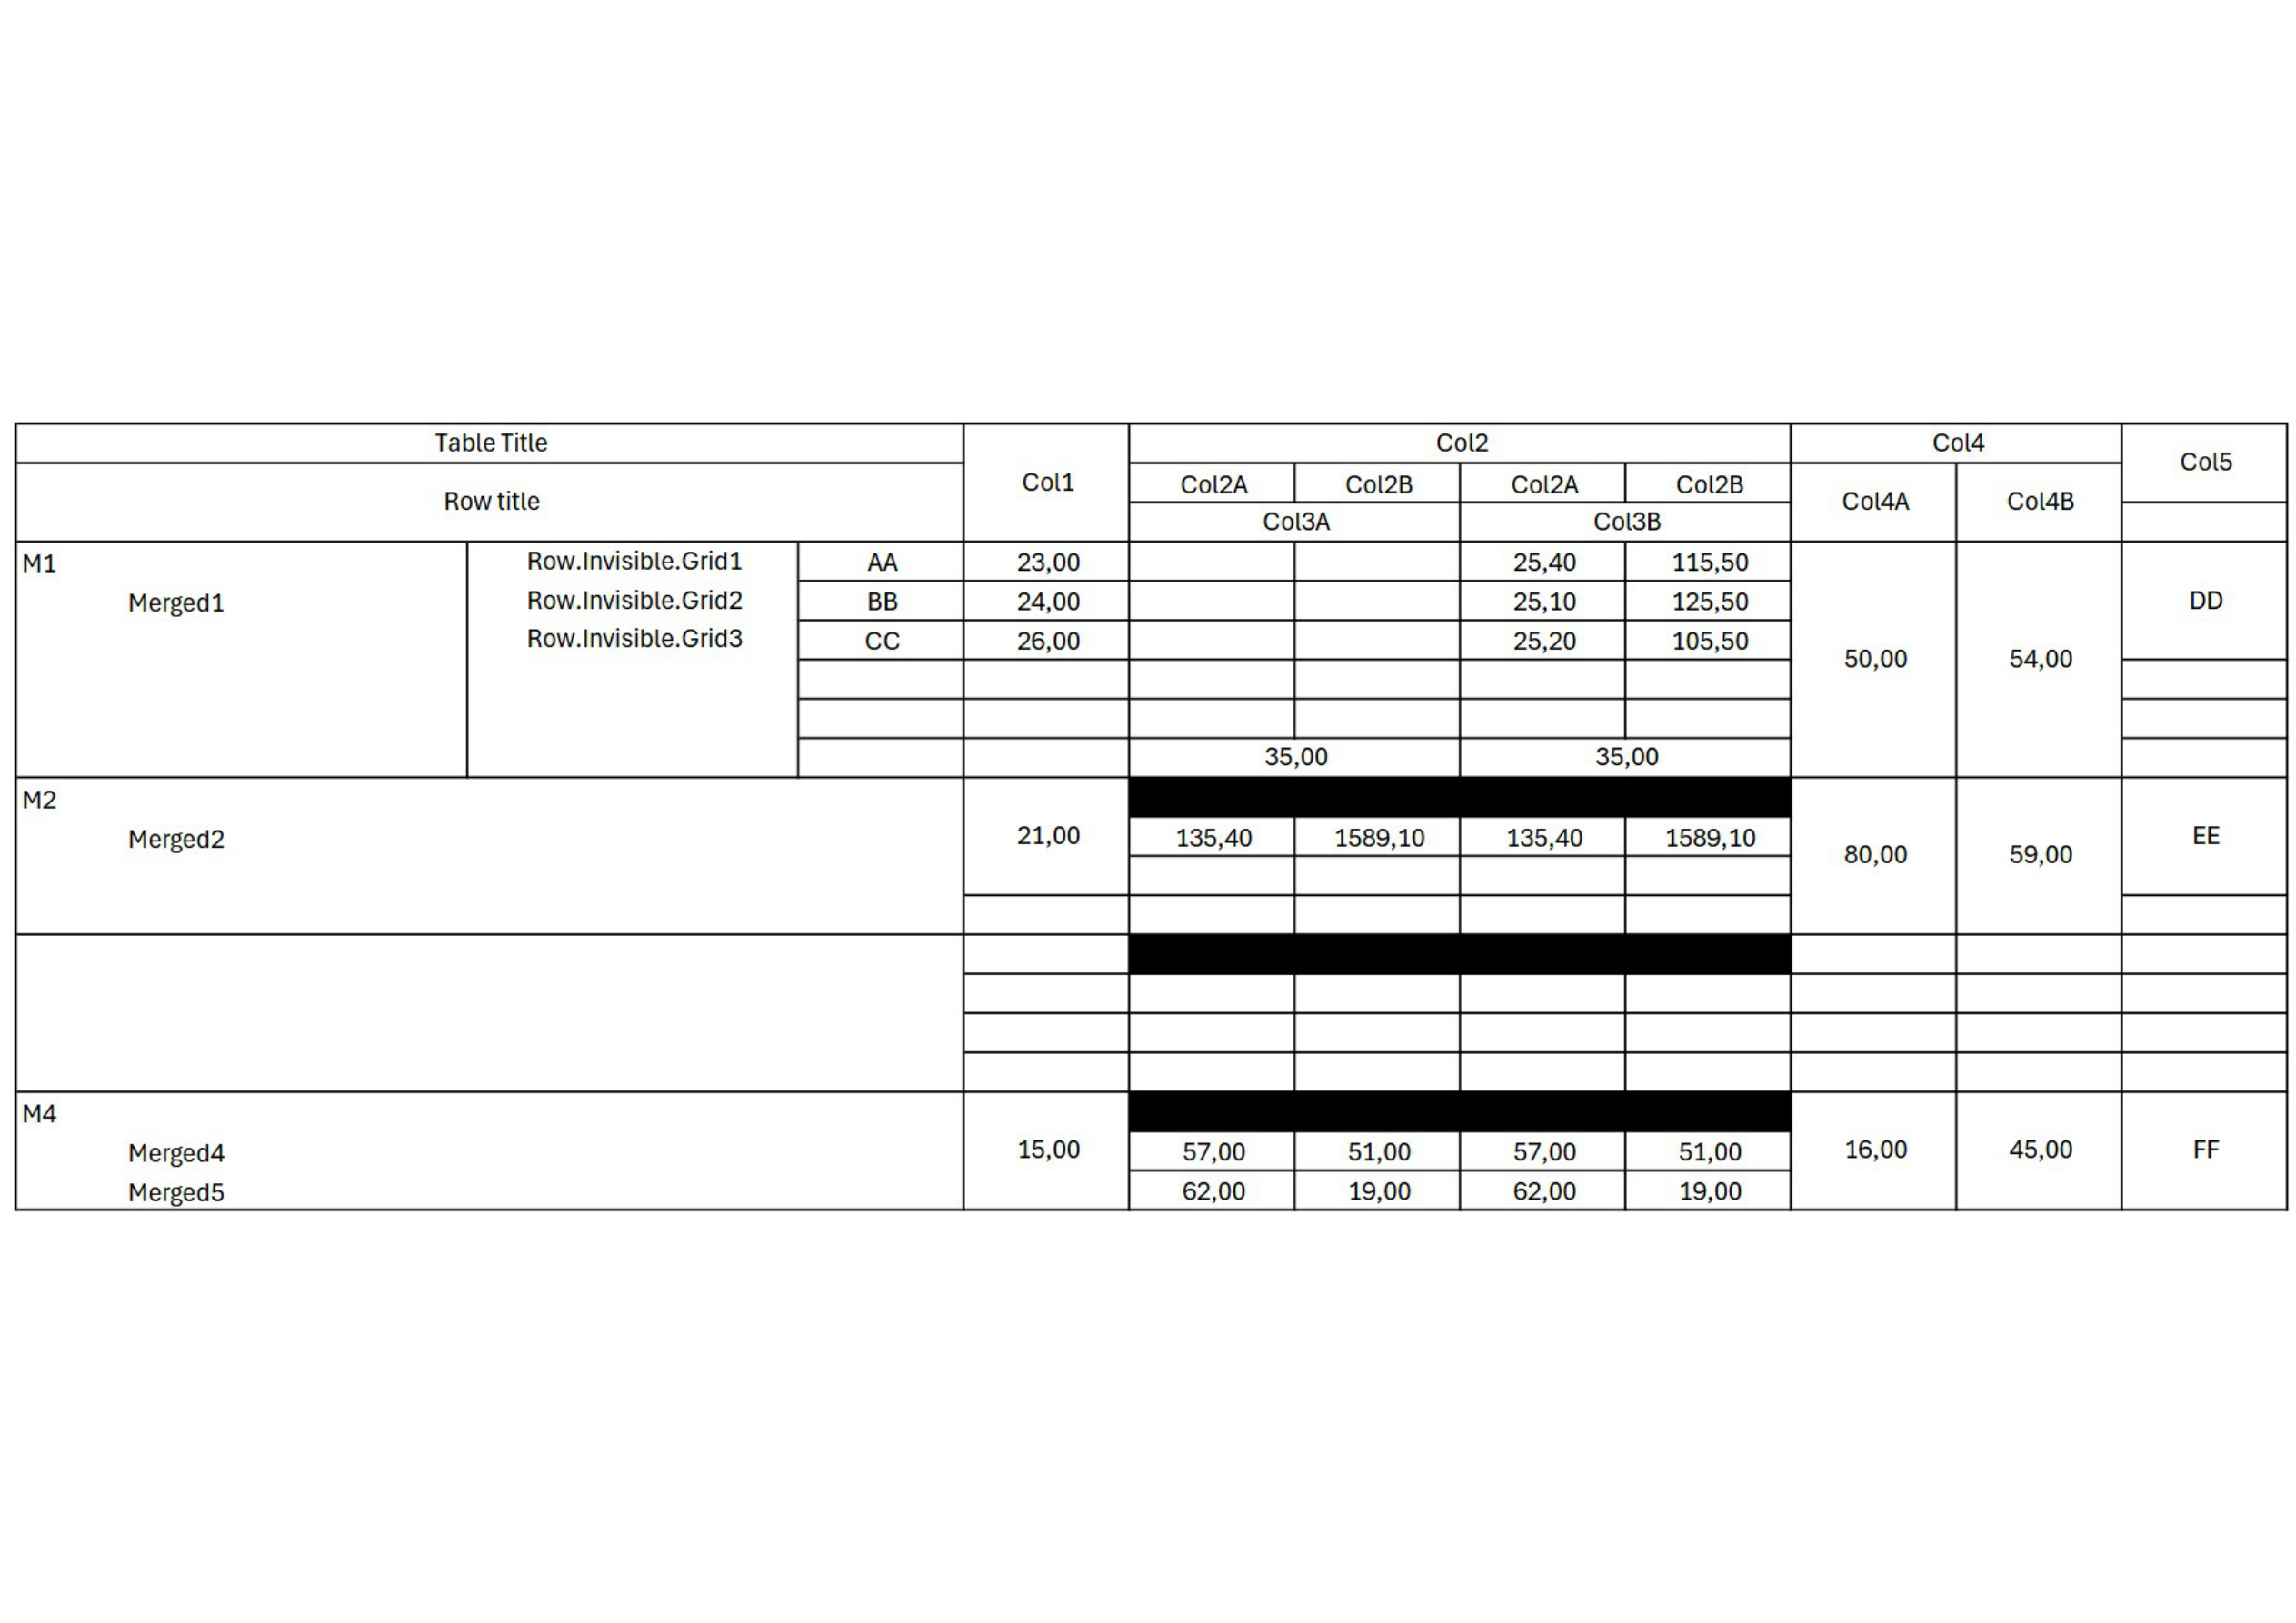 Table Title Col1 Col2 Col4 Col5
Row title Col2A Col2B Col2A Col2B Col4A Col4B
Col3A Col3B
M1 Row.Invisible.Grid1 AA 23,00 25,40 115,50
Merged1 Row.Invisible.Grid2 BB 24,00 25,10 125,50 DD
Row.Invisible.Grid3 CC 26,00 25,20 105,50
50,00 54,00
35,00 35,00
M2
Merged2 21,00 135,40 1589,10 135,40 1589,10 80,00 59,00 EE
M4
Merged4 15,00 57,00 51,00 57,00 51,00 16,00 45,00 FF
Merged5 62,00 19,00 62,00 19,00